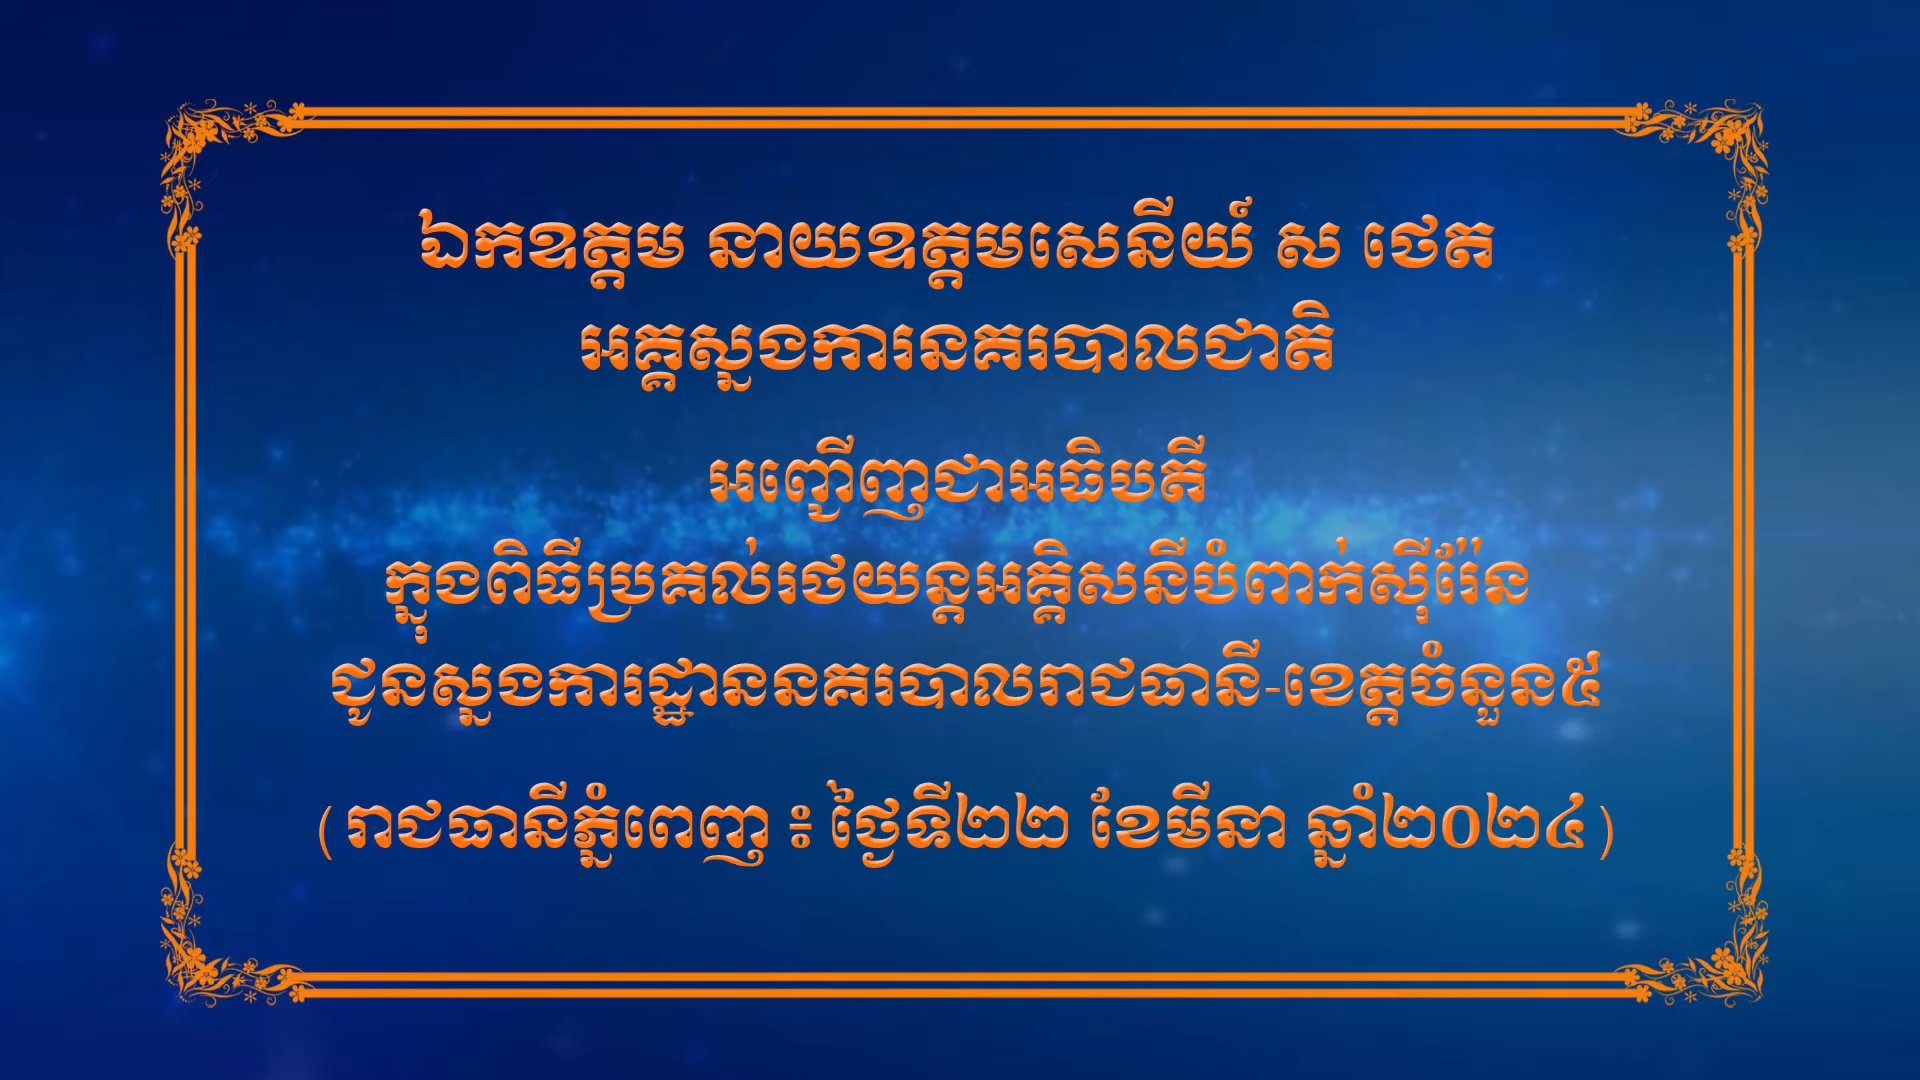 ឯកឧត្តម នាយឧត្តមសេនីយ៍ ស ថេត
អគ្គស្នងការនគរបាលជាតិ
អញ្ជើញជាអធិបតី
ក្នុងពិធីប្រគល់រថយន្តអគ្គិសនីបំពាក់ស៊ីរ៉ែន
ជូនស្នងការដ្ឋាននគរបាលរាជធានី-ខេត្តចំនួន៥
(រាជធានីភ្នំពេញ ៖ ថ្ងៃទី២២ ខែមីនា ឆ្នាំ២០២៤)